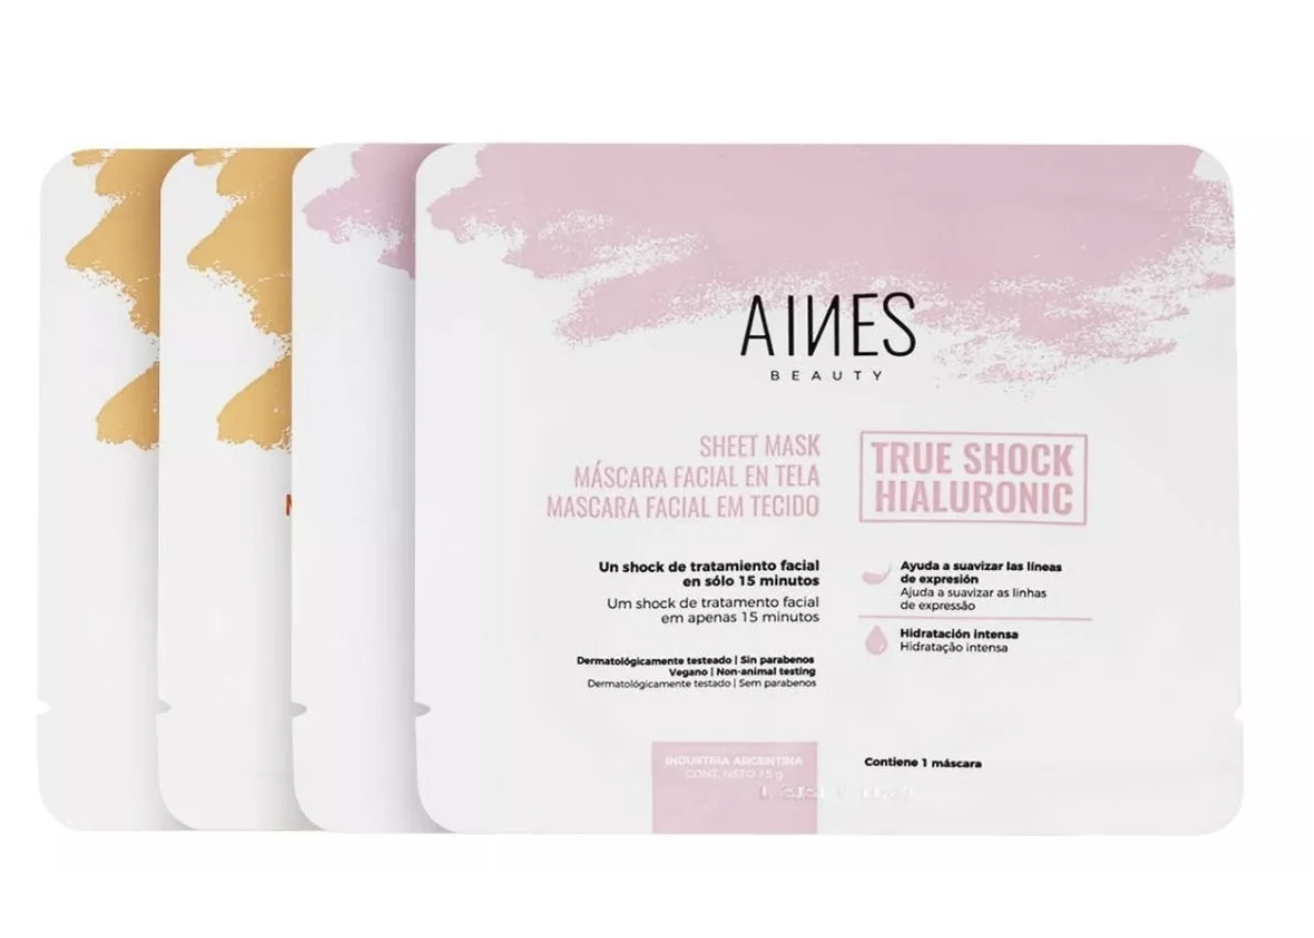 AINES
BEAUTY
SHEET MASK
MÁSCARA FACIAL EN TELA
MASCARA FACIAL EM TECIDO
TRUE SHOCK
HIALURONIC
Un shock de tratamiento facial
en sólo 15 minutos
Um shock de tratamento facial
em apenas 15 minutos
Dermatológicamente testeado | Sin parabenos
Vegano | Non-animal testing
Dermatológicamente testado | Sem parabenos
Ayuda a suavizar las líneas
de expresión
Ajuda a suavizar as linhas
de expressão
Hidratación intensa
Hidratação intensa
INDUSTRIA ARGENTINA
CONT. NETO 15 g
Contiene 1 máscara